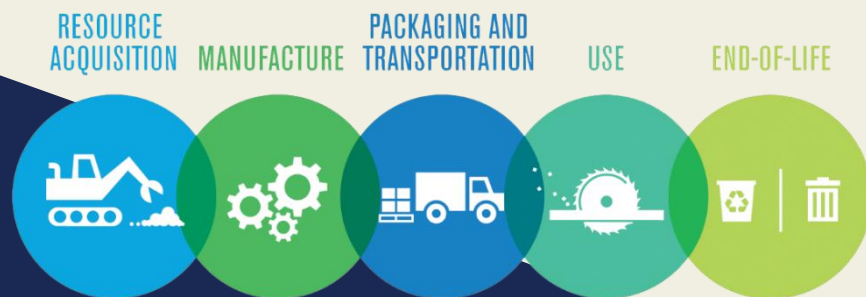 RESOURCE
ACQUISITION
MANUFACTURE
PACKAGING AND
TRANSPORTATION
USE
END-OF-LIFE